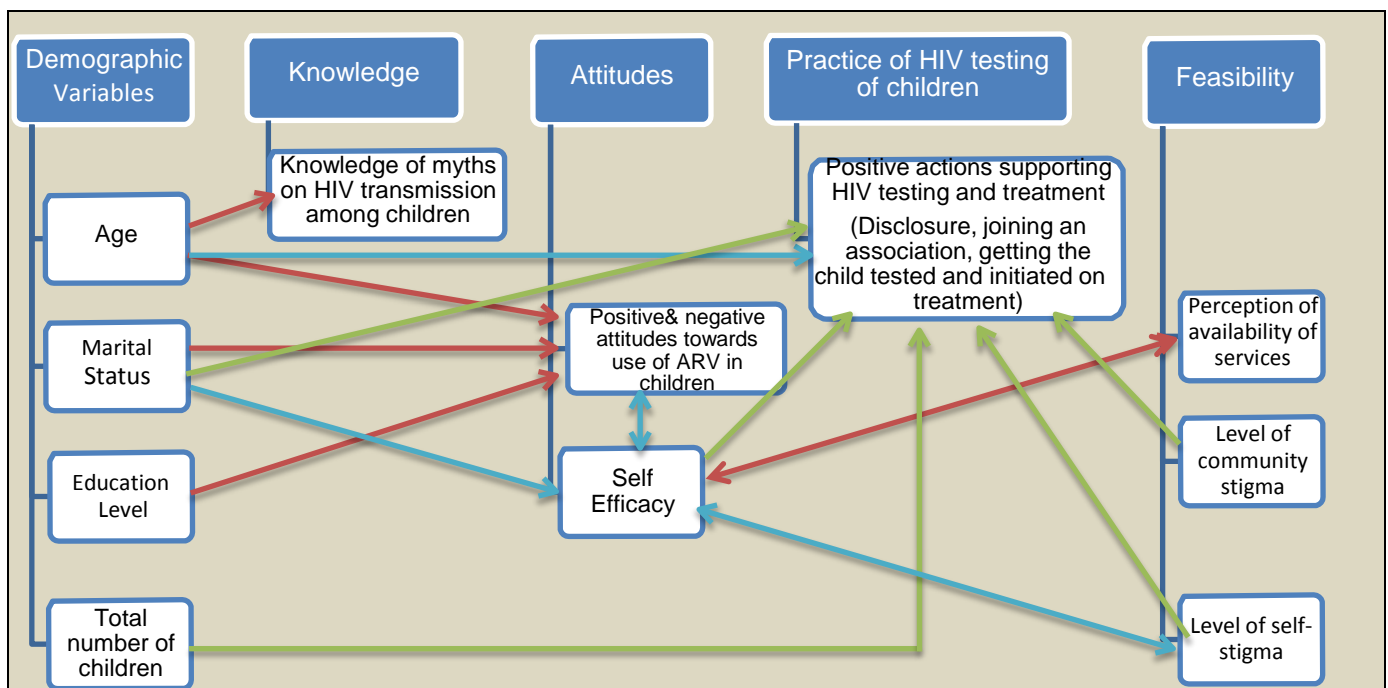 Demographic
Variables
Knowledge
Attitudes
Practice of HIV testing
of children
Feasibility
Knowledge of myths
on HIV transmission
among children
Positive actions supporting
HIV testing and treatment
(Disclosure, joining an
association, getting the
child tested and initiated on
treatment)
Age
Marital
Status
Education
Level
Total
number of
children
Positive& negative
attitudes towards
use of ARV in
children
Self
Efficacy
Perception of
availability of
services
Level of
community
stigma
Level of self-
stigma